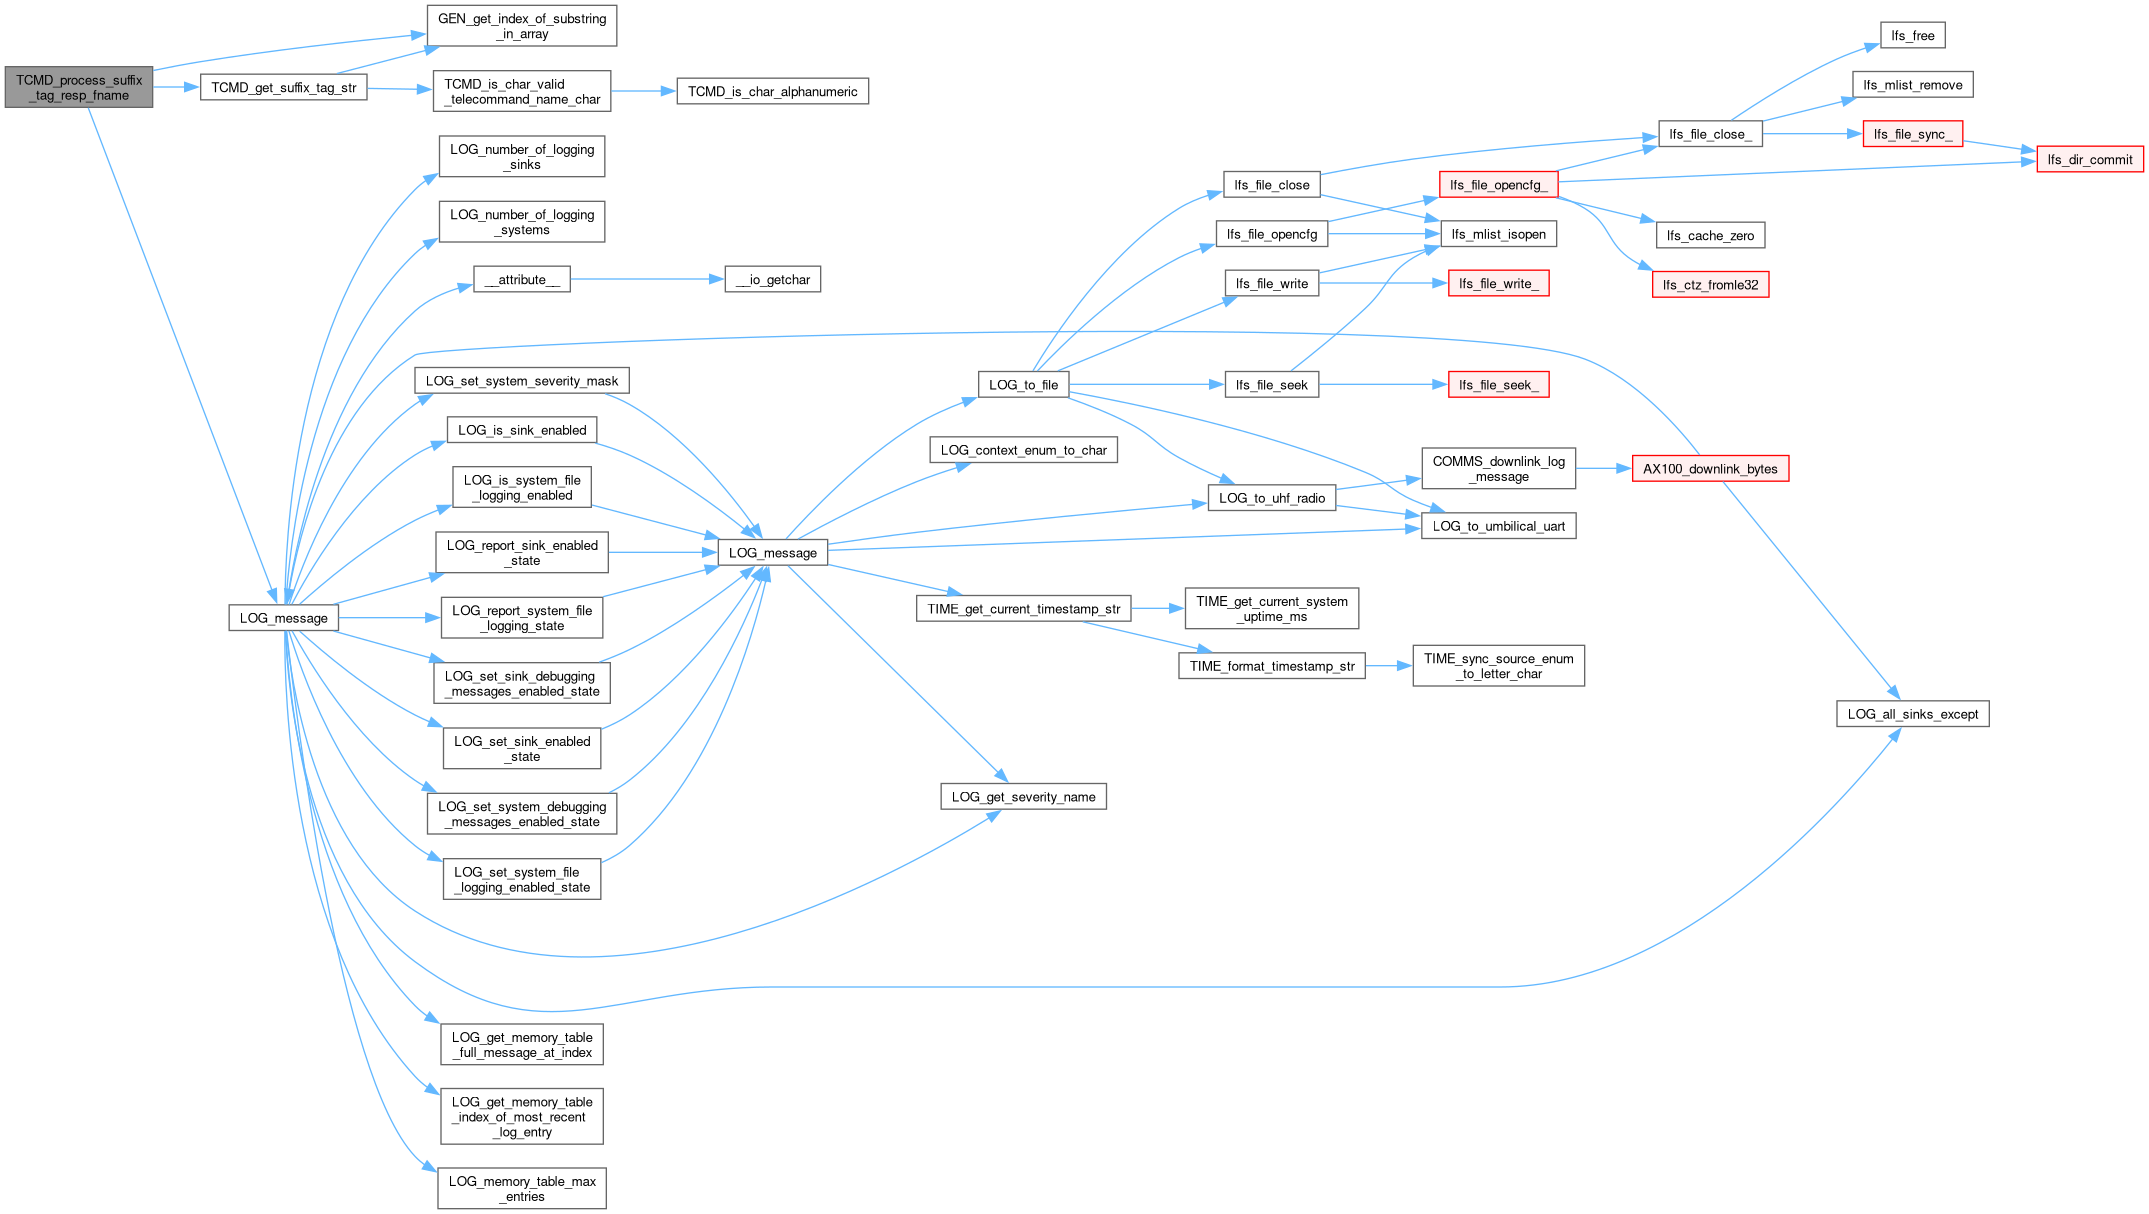 TCMD_process_suffix
_tag_resp_fname
GEN_get_index_of_substring
_in_array
TCMD_get_suffix_tag_str
TCMD_is_char_valid
_telecommand_name_char
TCMD_is_char_alphanumeric
LOG_message
LOG_number_of_logging
_sinks
LOG_number_of_logging
_systems
__attribute__
__io_getchar
LOG_set_system_severity_mask
LOG_is_sink_enabled
LOG_is_system_file
_logging_enabled
LOG_report_sink_enabled
_state
LOG_report_system_file
_logging_state
LOG_set_sink_debugging
_messages_enabled_state
LOG_set_sink_enabled
_state
LOG_set_system_debugging
_messages_enabled_state
LOG_set_system_file
_logging_enabled_state
LOG_get_memory_table
_full_message_at_index
LOG_get_memory_table
_index_of_most_recent
_log_entry
LOG_memory_table_max
_entries
LOG_message
LOG_to_file
LOG_context_enum_to_char
LOG_to_uhf_radio
TIME_get_current_timestamp_str
LOG_get_severity_name
lfs_file_close
lfs_file_opencfg
lfs_file_write
lfs_file_seek
TIME_get_current_system
_uptime_ms
TIME_format_timestamp_str
lfs_file_opencfg_
lfs_mlist_isopen
lfs_file_write_
lfs_file_seek_
COMMS_downlink_log
_message
LOG_to_umbilical_uart
TIME_sync_source_enum
_to_letter_char
lfs_file_close_
lfs_cache_zero
lfs_ctz_fromle32
AX100_downlink_bytes
lfs_free
lfs_mlist_remove
lfs_file_sync_
lfs_dir_commit
LOG_all_sinks_except